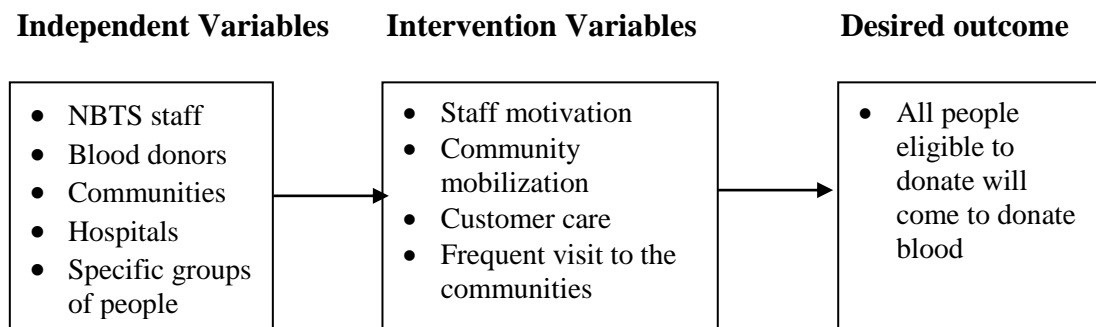 Independent Variables
Intervention Variables
Desired outcome
• NBTS staff
• Blood donors
• Communities
• Hospitals
• Specific groups
of people
• Staff motivation
• Community
mobilization
• Customer care
• Frequent visit to the
communities
• All people
eligible to
donate will
come to donate
blood